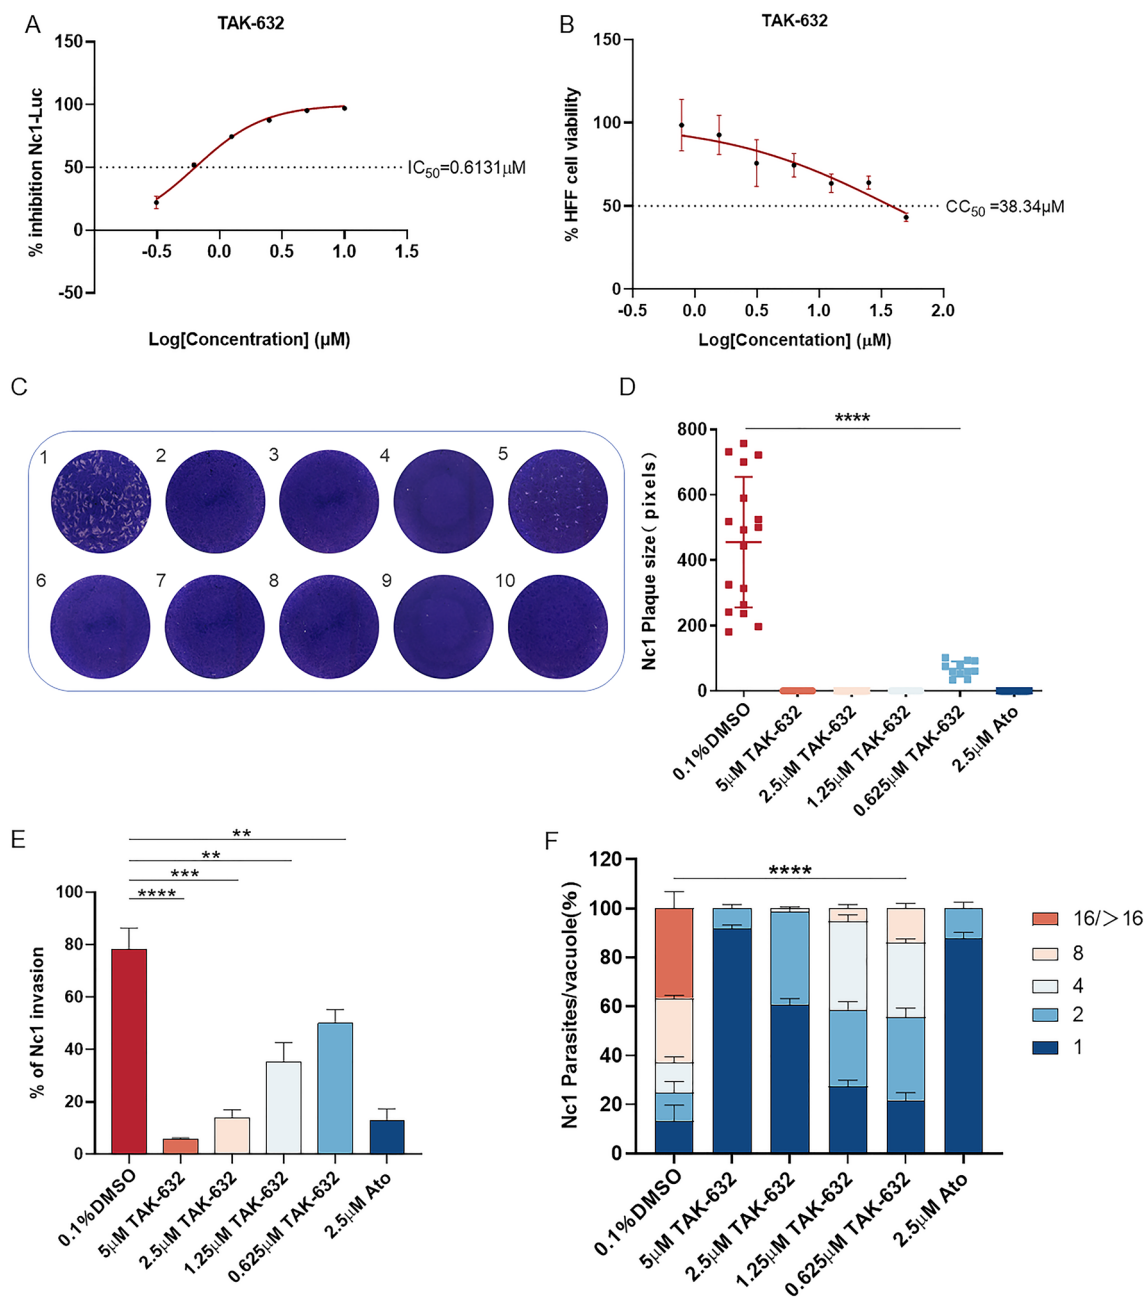 A
TAK-632
150
100
50
0
-50
-0.5
0.0
0.5
1.0
1.5
% inhibition Nc1-Luc
IC50=0.6131μM
Log[Concentration] (μM)
B
TAK-632
150
100
50
0
-0.5
0.0
0.5
1.0
1.5
2.0
% HFF cell viability
CC50 =38.34μM
Log[Concentation] (μM)
C
1
2
3
4
5
6
7
8
9
10
D
****
800
600
400
200
0
Nc1 Plaque size( pixels)
0.1%DMSO
5μM TAK-632
2.5μM TAK-632
1.25μM TAK-632
0.625μM TAK-632
2.5μM Ato
E
**
**
***
****
100
80
60
40
20
0
% of Nc1 invasion
0.1%DMSO
5μM TAK-632
2.5μM TAK-632
1.25μM TAK-632
0.625μM TAK-632
2.5μM Ato
F
****
120
100
80
60
40
20
0
Nc1 Parasites/vacuole(%)
0.1%DMSO
5μM TAK-632
2.5μM TAK-632
1.25μM TAK-632
0.625μM TAK-632
2.5μM Ato
16/＞16
8
4
2
1